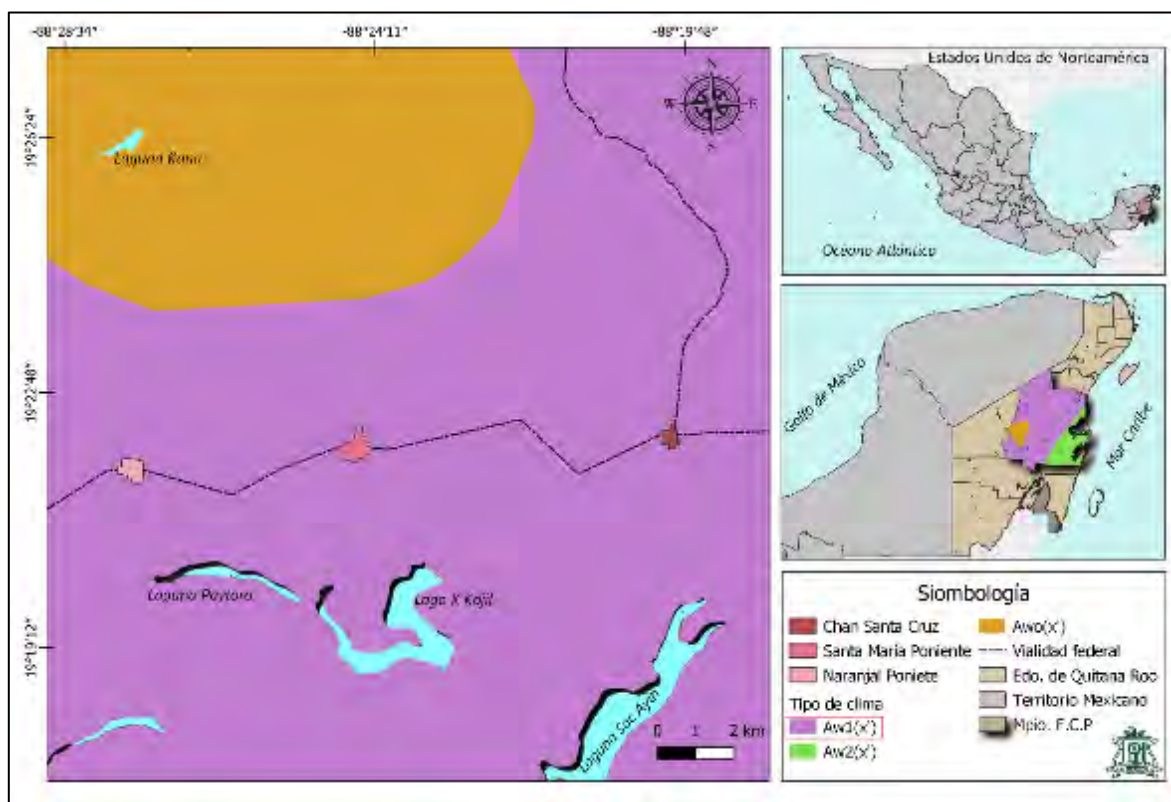 -88°28'34"
-88°24'11"
-88°19'48"
19°26'24"
19°22'48"
19°19'12"
N
W
E
S
Laguna
Laguna Paytoro
Lago X Kojil
Laguna Sac Ayin
0 1 2 km
Estados Unidos de Norteamérica
Océano Atlántico
Golfo de México
Mar Caribe
Siombología
Chan Santa Cruz
Santa María Poniente
Naranjal Poniete
Tipo de clima
Aw1(x')
Aw2(x')
Aw0(x')
Vialidad federal
Edo. de Quitana Roo
Territorio Mexicano
Mpio. F.C.P